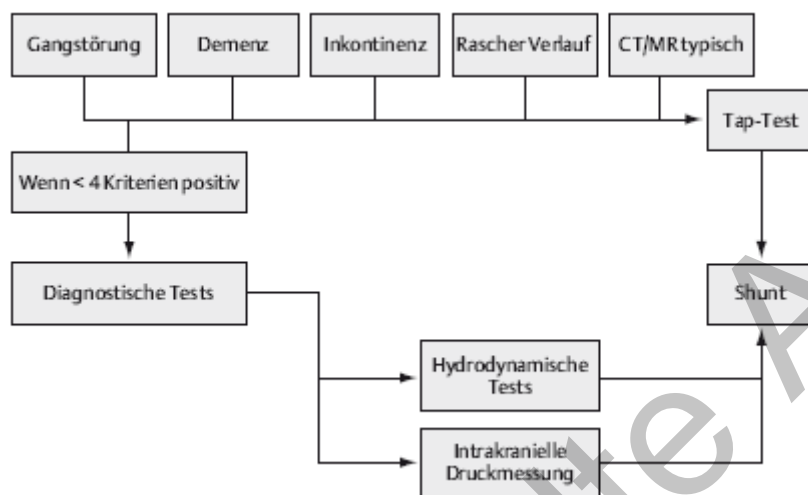 Gangstörung
Demenz
Inkontinenz
Rascher Verlauf
CT/MR typisch
Tap-Test
Wenn < 4 Kriterien positiv
Diagnostische Tests
Shunt
Hydrodynamische
Tests
Intrakranielle
Druckmessung
lte A